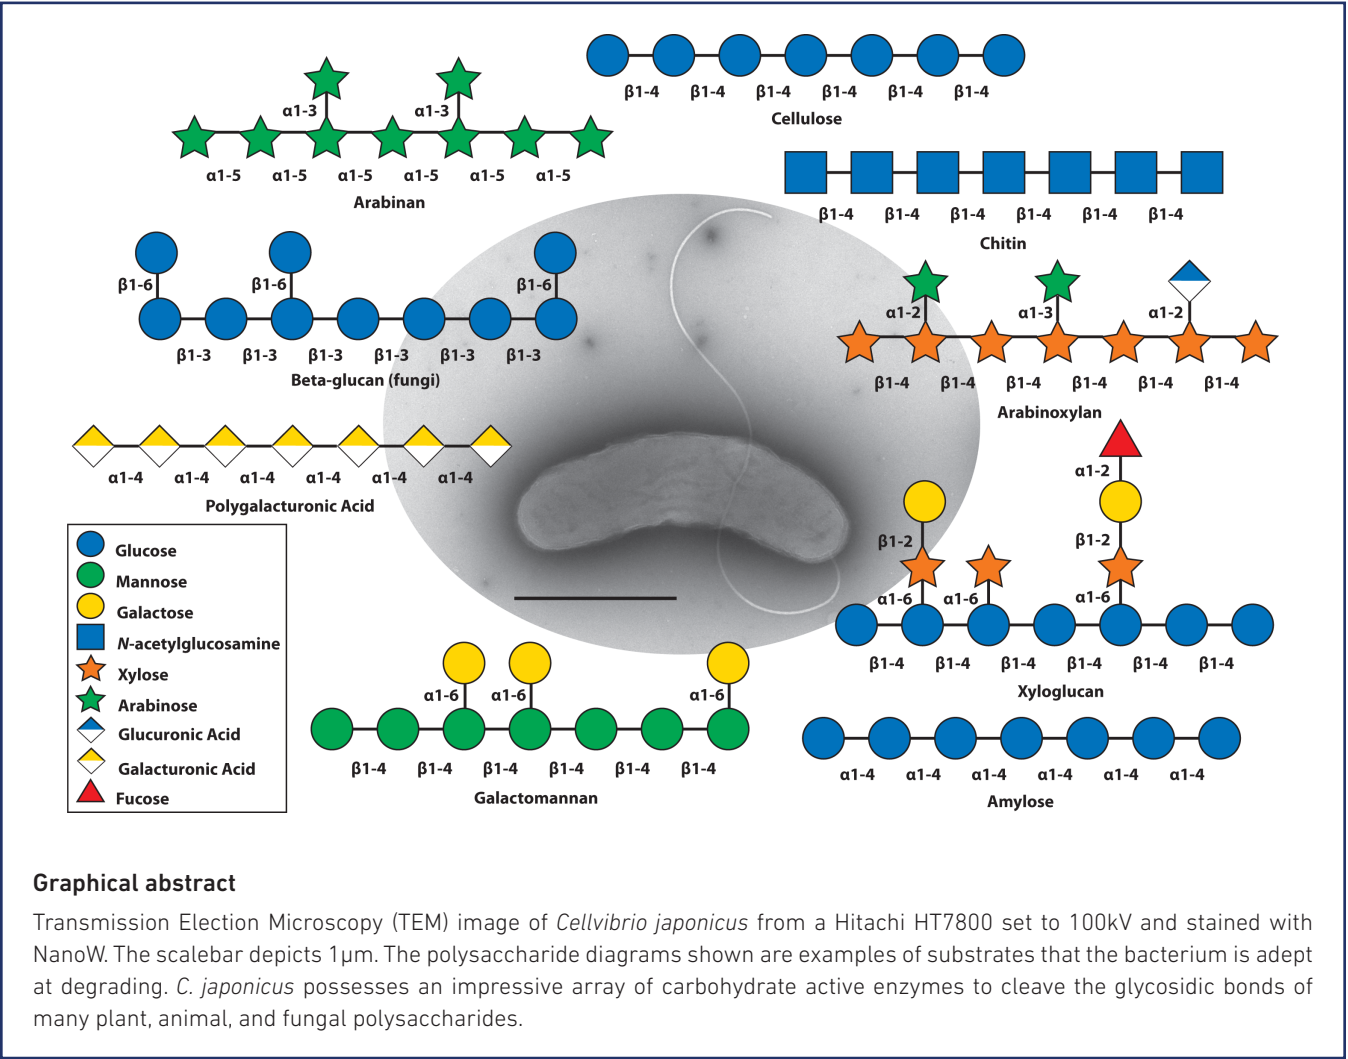 β1-4 β1-4 β1-4 β1-4 β1-4 β1-4
Cellulose
α1-3 α1-3
α1-5 α1-5 α1-5 α1-5 α1-5 α1-5
Arabinan
β1-4 β1-4 β1-4 β1-4 β1-4 β1-4
Chitin
β1-6 β1-6 β1-6
β1-3 β1-3 β1-3 β1-3 β1-3 β1-3
Beta-glucan (fungi)
α1-2 α1-3 α1-2
β1-4 β1-4 β1-4 β1-4 β1-4 β1-4
Arabinoxylan
α1-4 α1-4 α1-4 α1-4 α1-4 α1-4
Polygalacturonic Acid
α1-2
β1-2 β1-2
α1-6 α1-6 α1-6
β1-4 β1-4 β1-4 β1-4 β1-4 β1-4
Xyloglucan
Glucose
Mannose
Galactose
N-acetylglucosamine
Xylose
Arabinose
Glucuronic Acid
Galacturonic Acid
Fucose
α1-6 α1-6 α1-6
β1-4 β1-4 β1-4 β1-4 β1-4 β1-4
Galactomannan
α1-4 α1-4 α1-4 α1-4 α1-4 α1-4
Amylose
Graphical abstract
Transmission Election Microscopy (TEM) image of Cellvibrio japonicus from a Hitachi HT7800 set to 100kV and stained with
NanoW. The scalebar depicts 1µm. The polysaccharide diagrams shown are examples of substrates that the bacterium is adept
at degrading. C. japonicus possesses an impressive array of carbohydrate active enzymes to cleave the glycosidic bonds of
many plant, animal, and fungal polysaccharides.